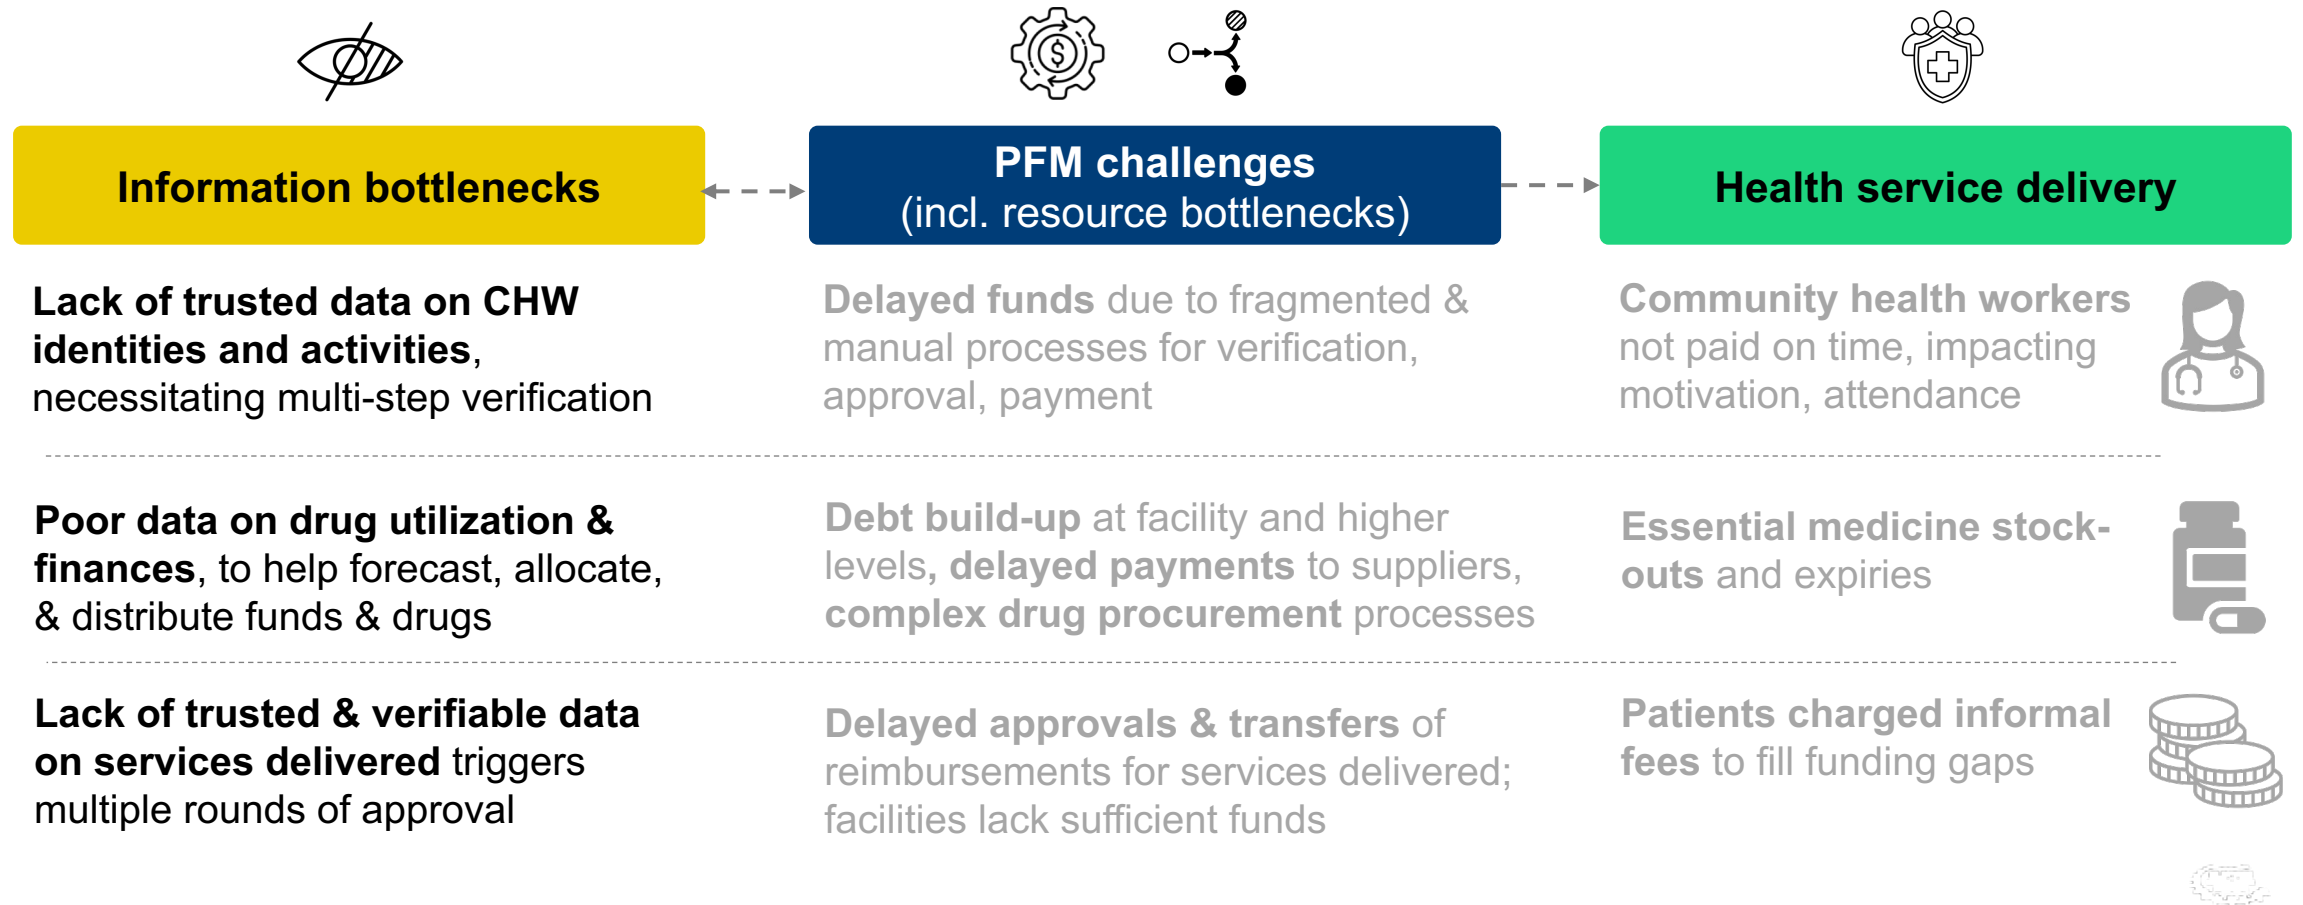 Information bottlenecks
PFM challenges
(incl. resource bottlenecks)
Health service delivery
Lack of trusted data on CHW
identities and activities,
necessitating multi-step verification
Delayed funds due to fragmented &
manual processes for verification,
approval, payment
Community health workers
not paid on time, impacting
motivation, attendance
Poor data on drug utilization &
finances, to help forecast, allocate,
& distribute funds & drugs
Debt build-up at facility and higher
levels, delayed payments to suppliers,
complex drug procurement processes
Essential medicine stock-
outs and expiries
Lack of trusted & verifiable data
on services delivered triggers
multiple rounds of approval
Delayed approvals & transfers of
reimbursements for services delivered;
facilities lack sufficient funds
Patients charged informal
fees to fill funding gaps
$